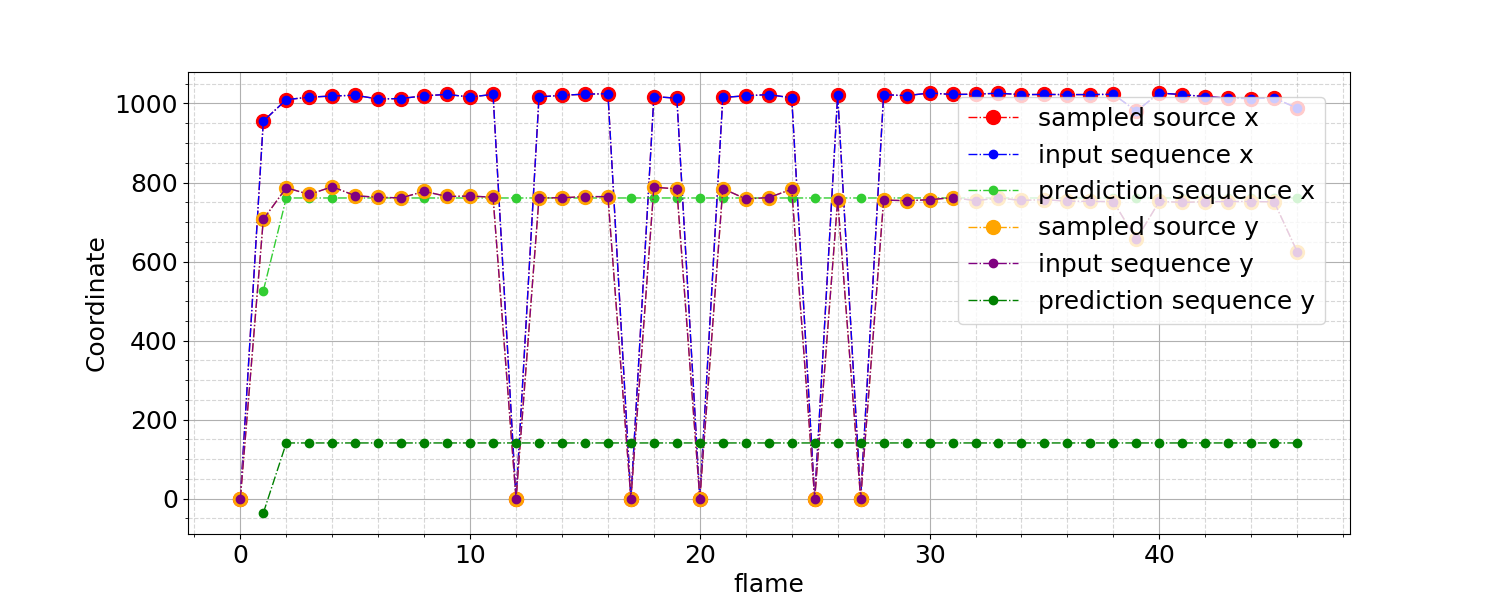 1000
800
600
400
200
0
Coordinate
0 10 20 30 40
flame
sampled source x
input sequence x
prediction sequence x
sampled source y
input sequence y
prediction sequence y